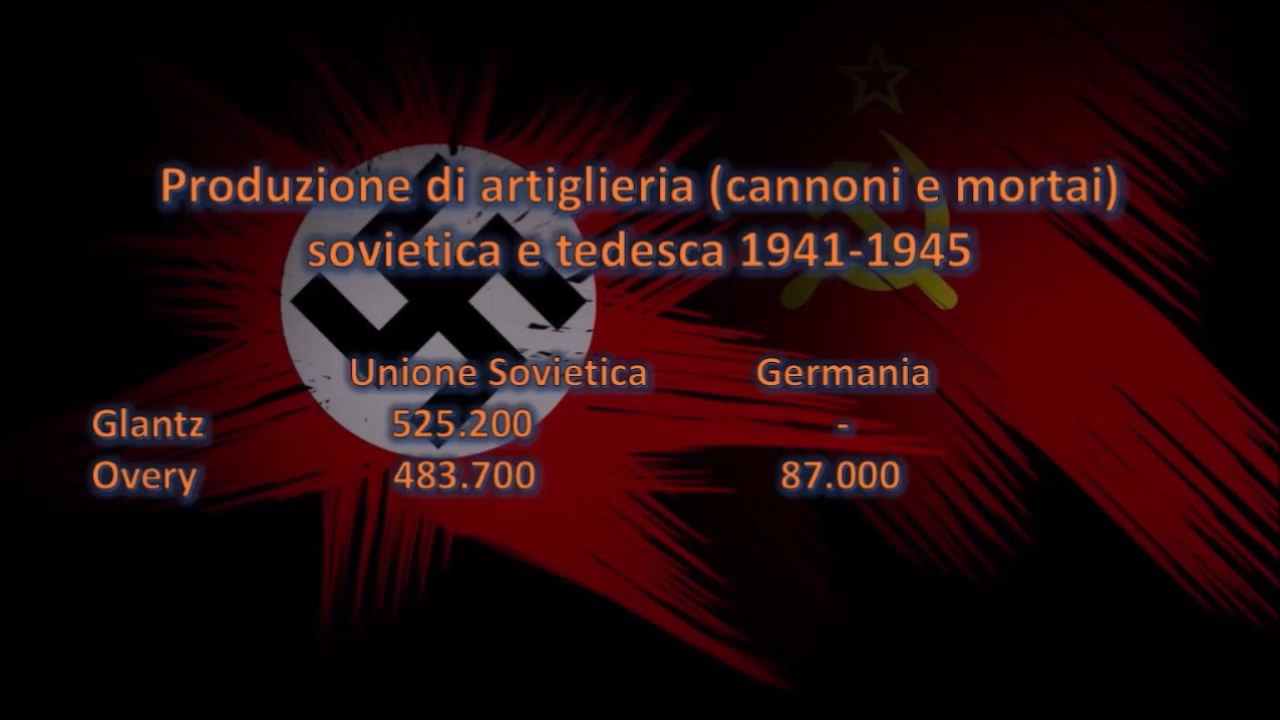 Produzione di artiglieria (cannoni e mortai)
sovietica e tedesca 1941-1945
Unione Sovietica Germania
Glantz 525.200 -
Overy 483.700 87.000